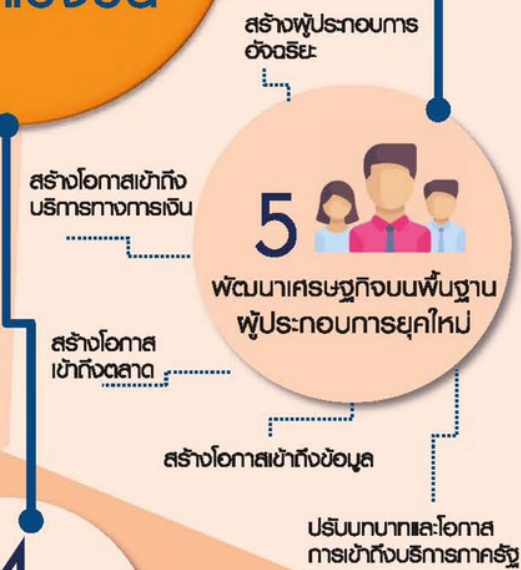 สร้างผู้ประกอบการ
อัจฉริยะ
สร้างโอกาสเข้าถึง
บริการทางการเงิน
5
พัฒนาเศรษฐกิจบนพื้นฐาน
ผู้ประกอบการยุคใหม่
สร้างโอกาส
เข้าถึงตลาด
สร้างโอกาสเข้าถึงข้อมูล
ปรับบทบาทและโอกาส
การเข้าถึงบริการภาครัฐ